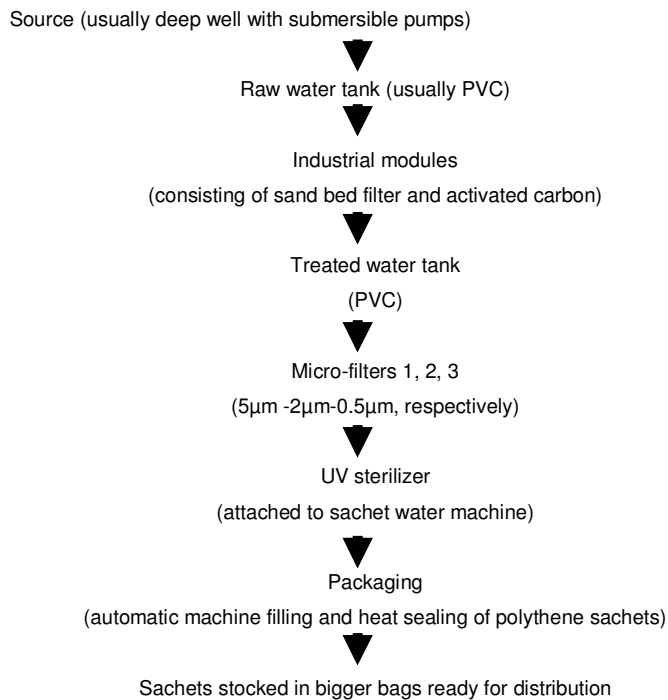 Source (usually deep well with submersible pumps)
Raw water tank (usually PVC)
Industrial modules
(consisting of sand bed filter and activated carbon)
Treated water tank
(PVC)
Micro-filters 1, 2, 3
(5µm -2µm-0.5µm, respectively)
UV sterilizer
(attached to sachet water machine)
Packaging
(automatic machine filling and heat sealing of polythene sachets)
Sachets stocked in bigger bags ready for distribution